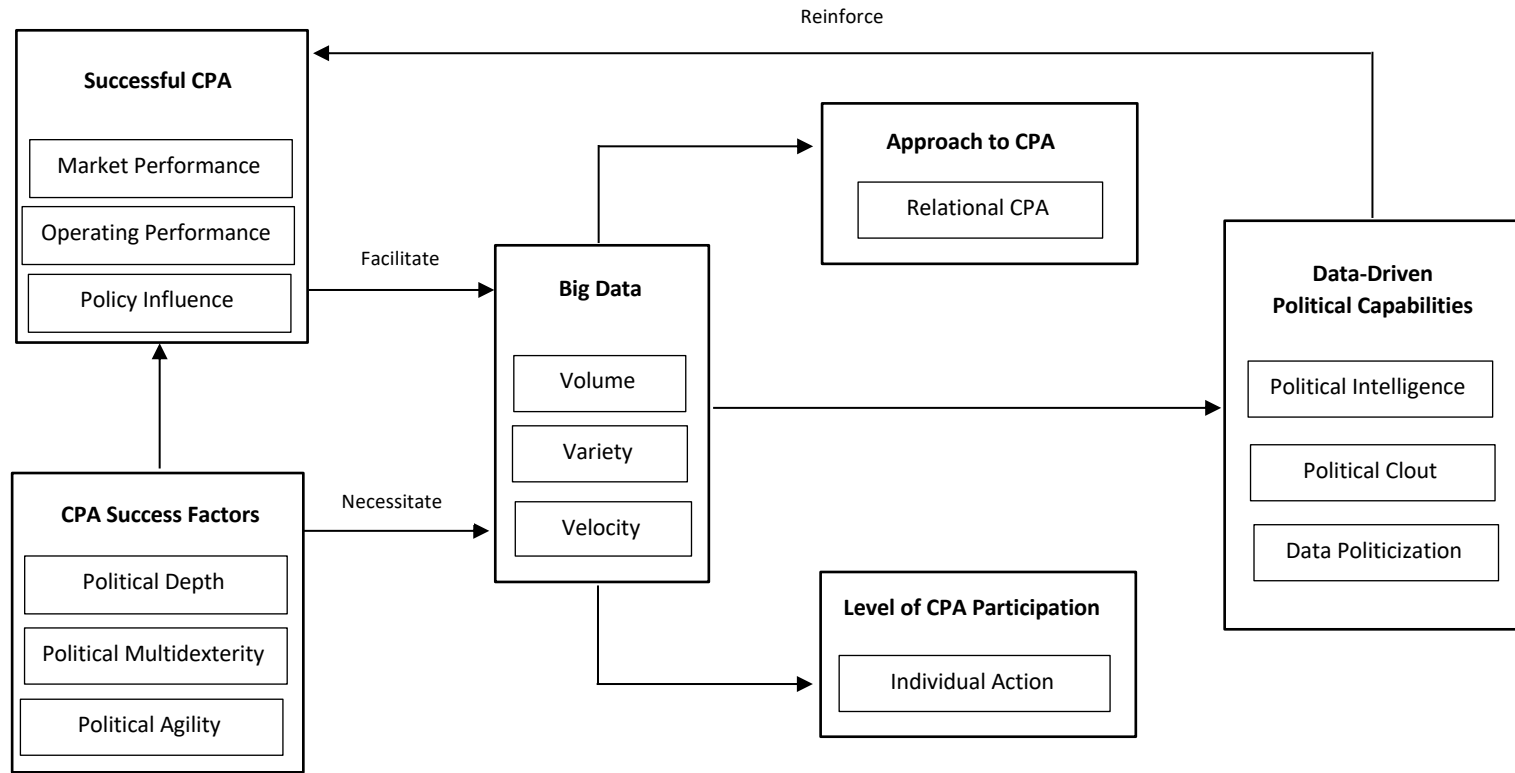 Reinforce
Successful CPA
Market Performance
Operating Performance
Policy Influence
Facilitate
Necessitate
CPA Success Factors
Political Depth
Political Multidexterity
Political Agility
Big Data
Volume
Variety
Velocity
Approach to CPA
Relational CPA
Level of CPA Participation
Individual Action
Data-Driven
Political Capabilities
Political Intelligence
Political Clout
Data Politicization